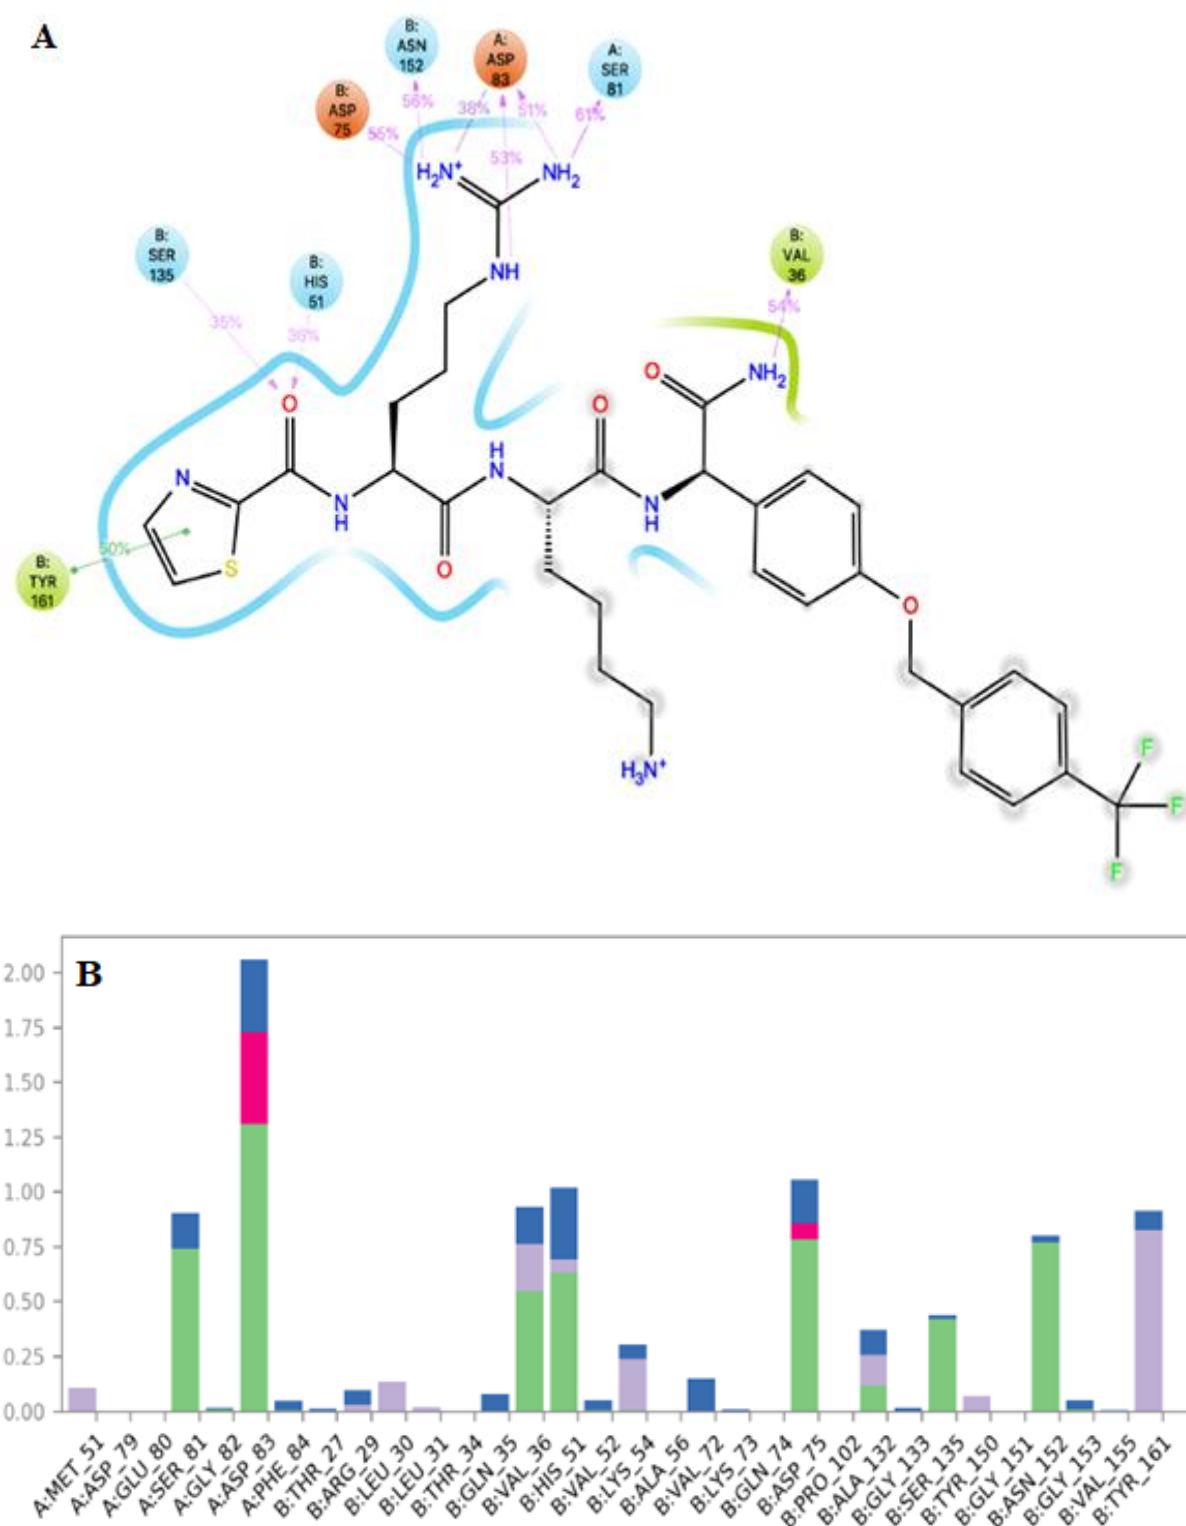 A
B:
ASN
152
A:
ASP
83
A:
SER
81
B:
ASP
75
56%
38%
51%
61%
55%
53%
H₂N⁺
NH₂
B:
SER
135
B:
HIS
51
B:
VAL
36
NH
35%
36%
54%
O
O
NH₂
O
N
H
N
N
H
N
H
B:
TYR
161
50%
S
O
O
H₃N⁺
F
F
F
B
2.00
1.75
1.50
1.25
1.00
0.75
0.50
0.25
0.00
A:MET_51
A:ASP_79
A:GLU_80
A:SER_81
A:GLY_82
A:ASP_83
A:PHE_84
B:THR_27
B:ARG_29
B:LEU_30
B:LEU_31
B:THR_34
B:GLN_35
B:VAL_36
B:HIS_51
B:VAL_52
B:LYS_54
B:ALA_56
B:VAL_72
B:LYS_73
B:GLN_74
B:ASP_75
B:PRO_102
B:ALA_132
B:GLY_133
B:SER_135
B:TYR_150
B:GLY_151
B:ASN_152
B:GLY_153
B:VAL_155
B:TYR_161